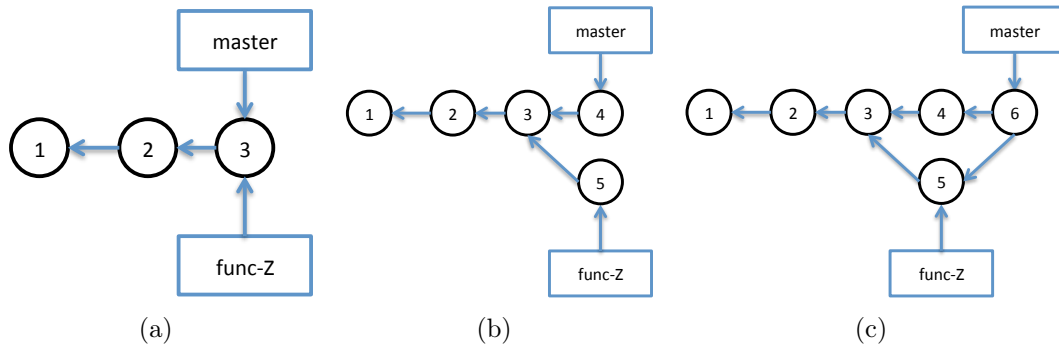 master
1 2 3
func-Z
(a)
master
1 2 3 4
5
func-Z
(b)
master
1 2 3 4 6
5
func-Z
(c)